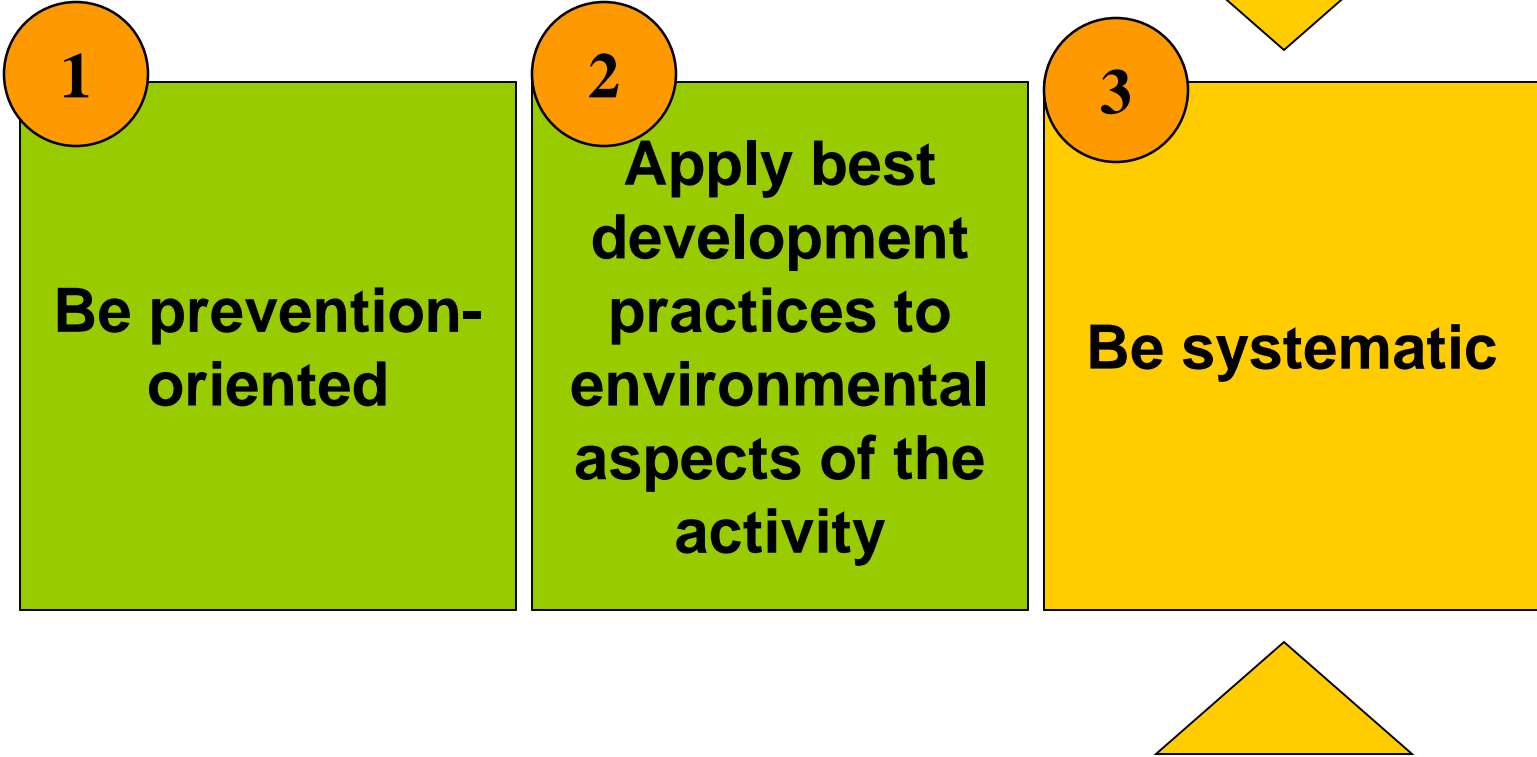 1
Be prevention-
oriented
2
Apply best
development
practices to
environmental
aspects of the
activity
3
Be systematic